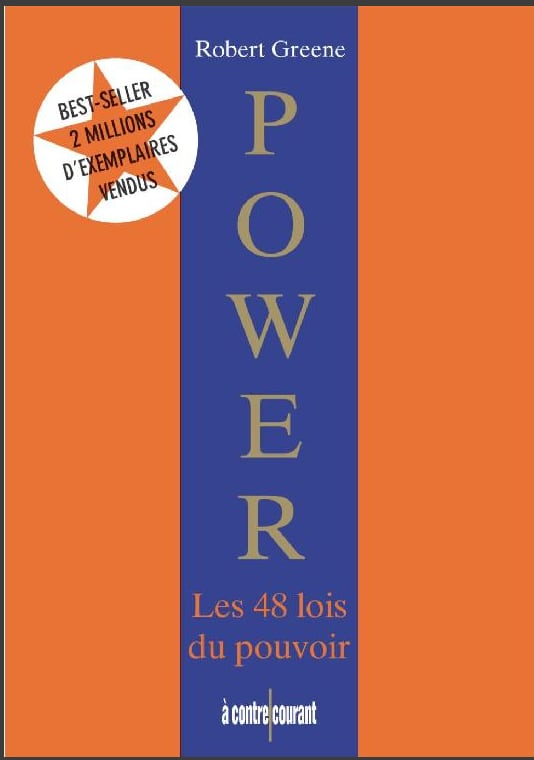 Robert Greene
BEST-SELLER
2 MILLIONS
D'EXEMPLAIRES
VENDUS
P
O
W
E
R
Les 48 lois
du pouvoir
à contre courant